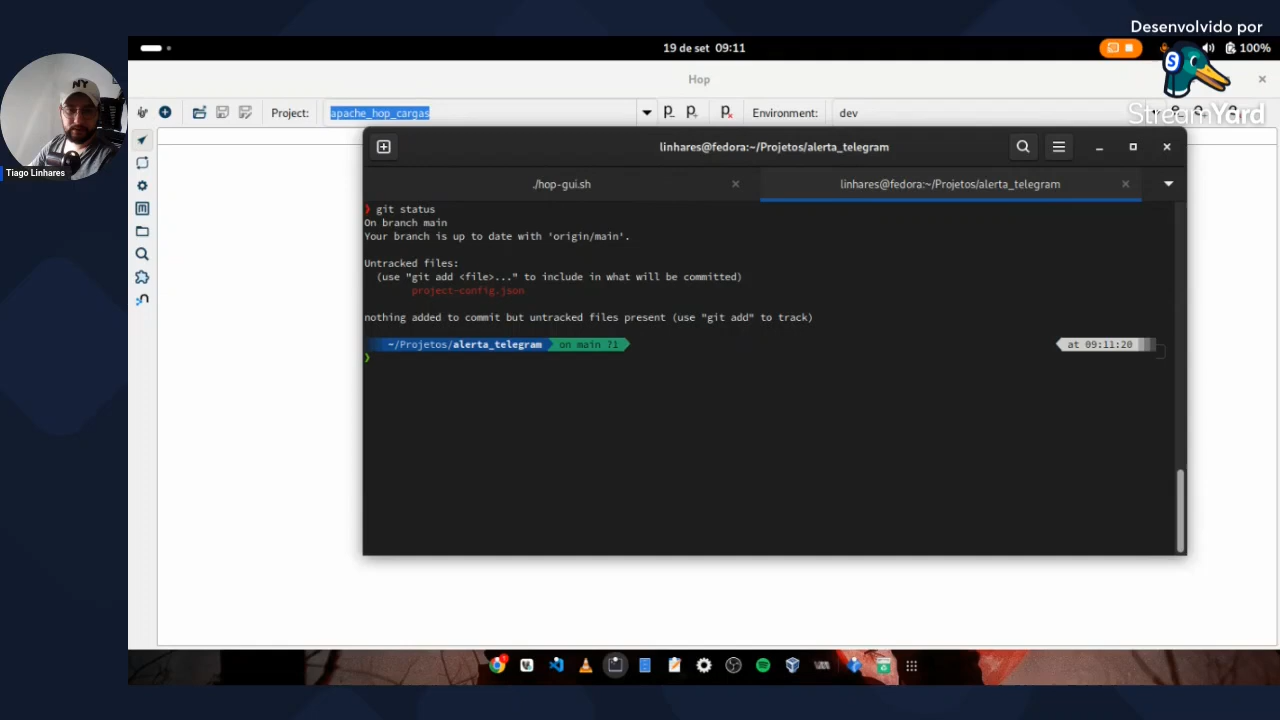 Desenvolvido por
StreamYard
Tiago Linhares
19 de set 09:11
100%
Hop
Project:
apache_hop_cargas
Environment:
dev
linhares@fedora:~/Projetos/alerta_telegram
./hop-gui.sh
linhares@fedora:~/Projetos/alerta_telegram
❯ git status
On branch main
Your branch is up to date with 'origin/main'.
Untracked files:
(use "git add <file>..." to include in what will be committed)
project-config.json
nothing added to commit but untracked files present (use "git add" to track)
~/Projetos/alerta_telegram on main ?1
at 09:11:20
❯